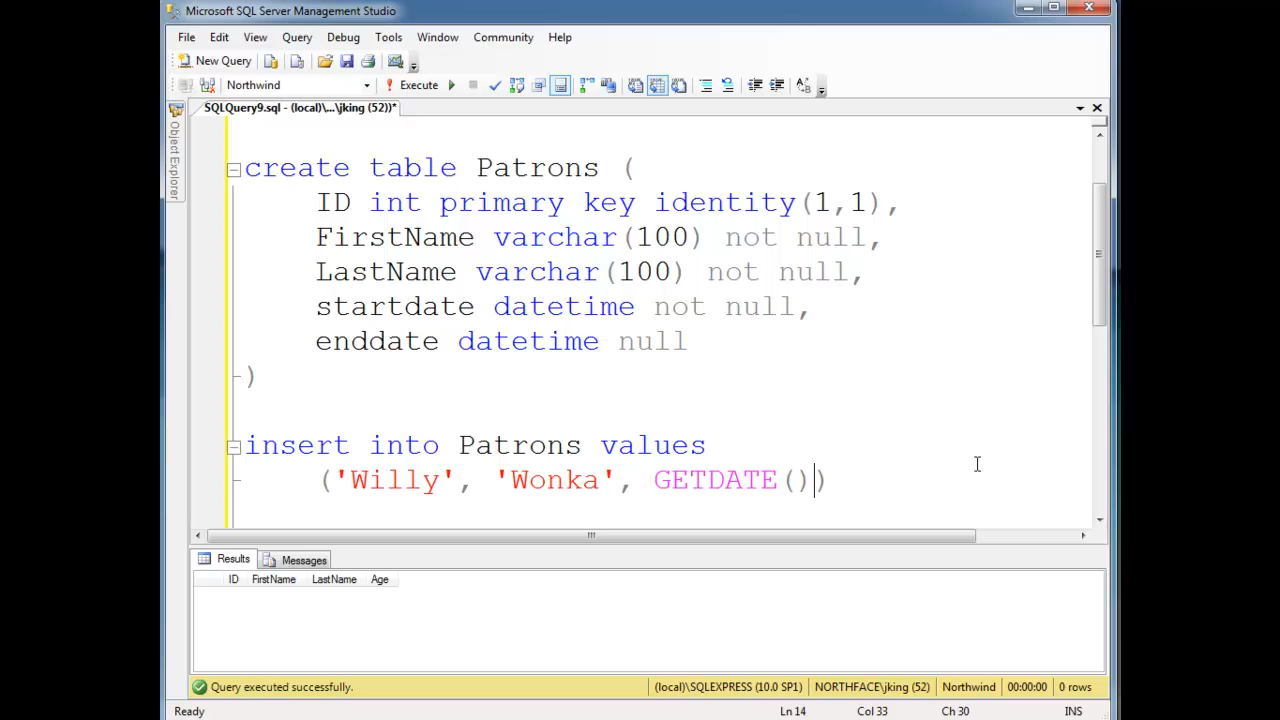 Microsoft SQL Server Management Studio
File Edit View Query Debug Tools Window Community Help
New Query
Northwind Execute
SQLQuery9.sql - (local)\...\jking (52))*
Object Explorer
create table Patrons (
ID int primary key identity(1,1),
FirstName varchar(100) not null,
LastName varchar(100) not null,
startdate datetime not null,
enddate datetime null
)
insert into Patrons values
('Willy', 'Wonka', GETDATE())
Results Messages
ID FirstName LastName Age
Query executed successfully. (local)\SQLEXPRESS (10.0 SP1) NORTHFACE\jking (52) Northwind 00:00:00 0 rows
Ready Ln 14 Col 33 Ch 30 INS